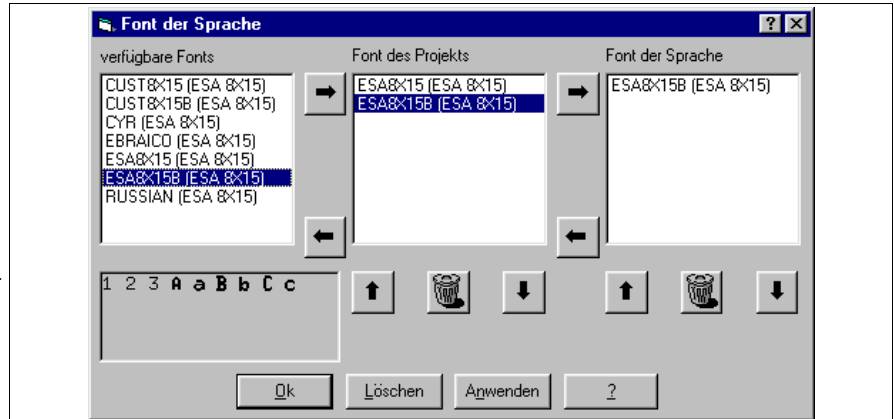 Font der Sprache
verfügbare Fonts
Font des Projekts
Font der Sprache
CUST8X15 (ESA 8X15)
CUST8X15B (ESA 8X15)
CYR (ESA 8X15)
EBRAICO (ESA 8X15)
ESA8X15 (ESA 8X15)
ESA8X15B (ESA 8X15)
RUSSIAN (ESA 8X15)
ESA8X15 (ESA 8X15)
ESA8X15B (ESA 8X15)
ESA8X15B (ESA 8X15)
1 2 3 A a B b C c
Ok
Löschen
Anwenden
?